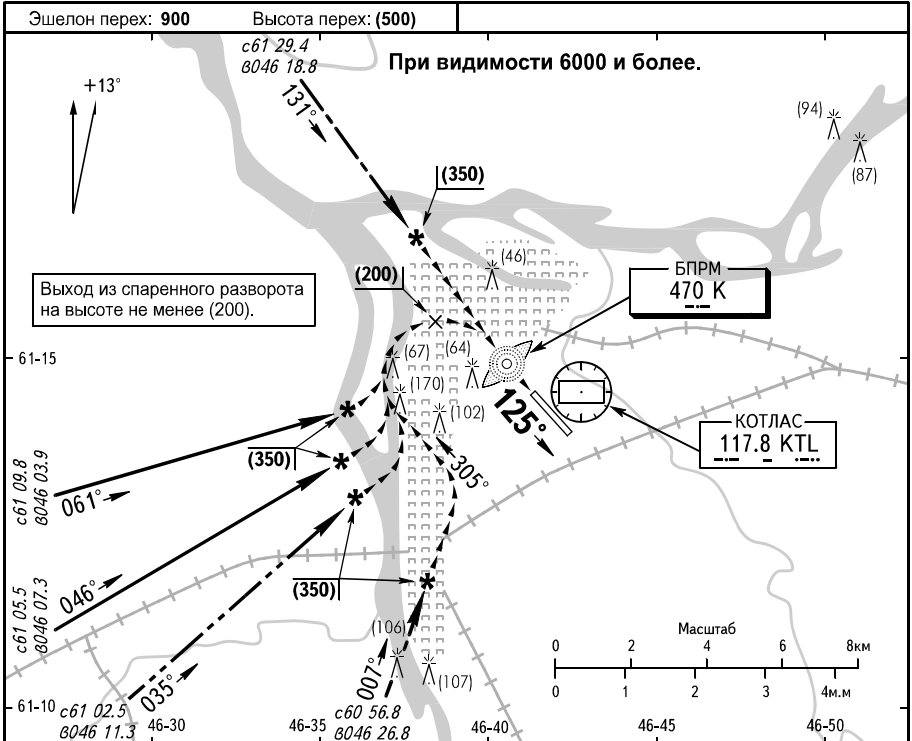 Эшелон перех: 900
Высота перех: (500)
с61 29.4
в046 18.8
При видимости 6000 и более.
+13°
131°
(94)
(87)
(350)
(46)
(200)
БПРМ
470 К
Выход из спаренного разворота
на высоте не менее (200).
61-15
(67)
(64)
(170)
(102)
125°
КОТЛАС
117.8 KTL
(350)
305°
с61 09.8
в046 03.9
061°
046°
(350)
с61 05.5
в046 07.3
(106)
007°
(107)
035°
Масштаб
0 2 4 6 8км
0 1 2 3 4м.м
61-10
с61 02.5
в046 11.3
46-30
46-35
с60 56.8
в046 26.8
46-40
46-45
46-50